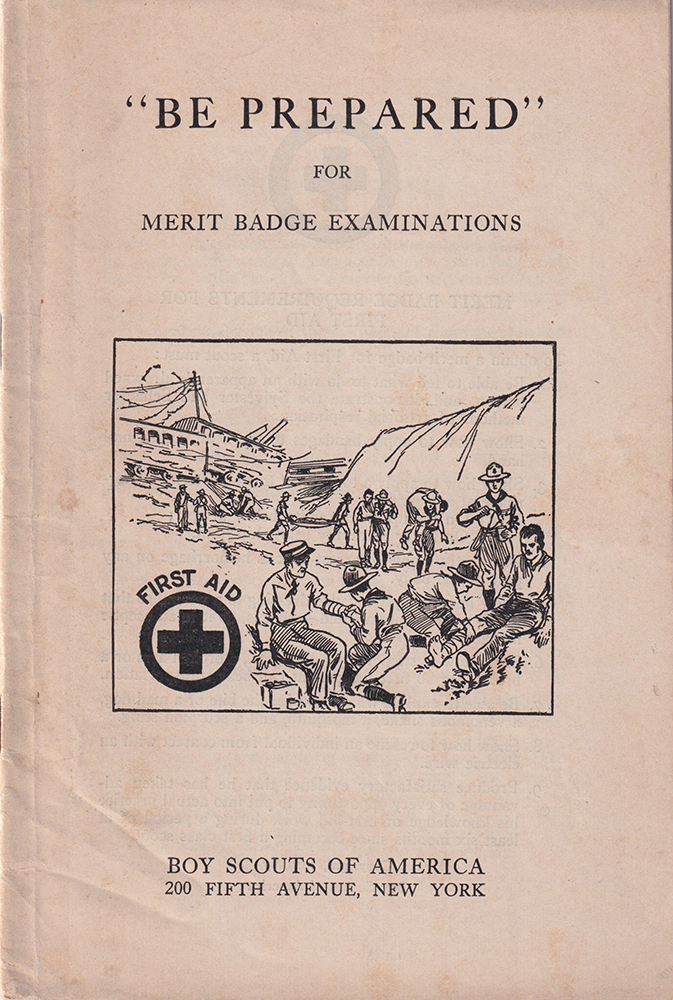 "BE PREPARED"
FOR
MERIT BADGE EXAMINATIONS
FIRST AID
BOY SCOUTS OF AMERICA
200 FIFTH AVENUE, NEW YORK